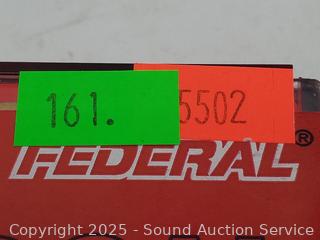 161. 5502
FEDERAL®
Copyright 2025 - Sound Auction Service